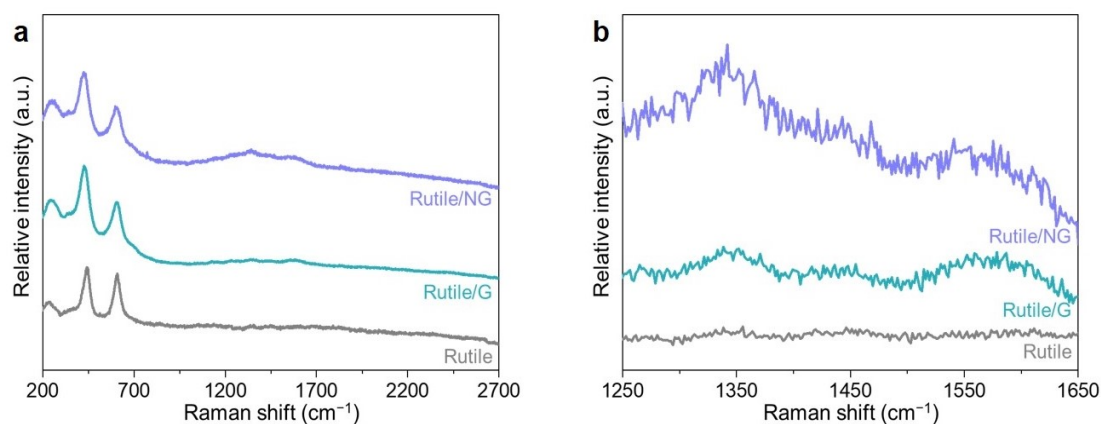 a
Relative intensity (a.u.)
Rutile/NG
Rutile/G
Rutile
200 700 1200 1700 2200 2700
Raman shift (cm⁻¹)
b
Relative intensity (a.u.)
Rutile/NG
Rutile/G
Rutile
1250 1350 1450 1550 1650
Raman shift (cm⁻¹)